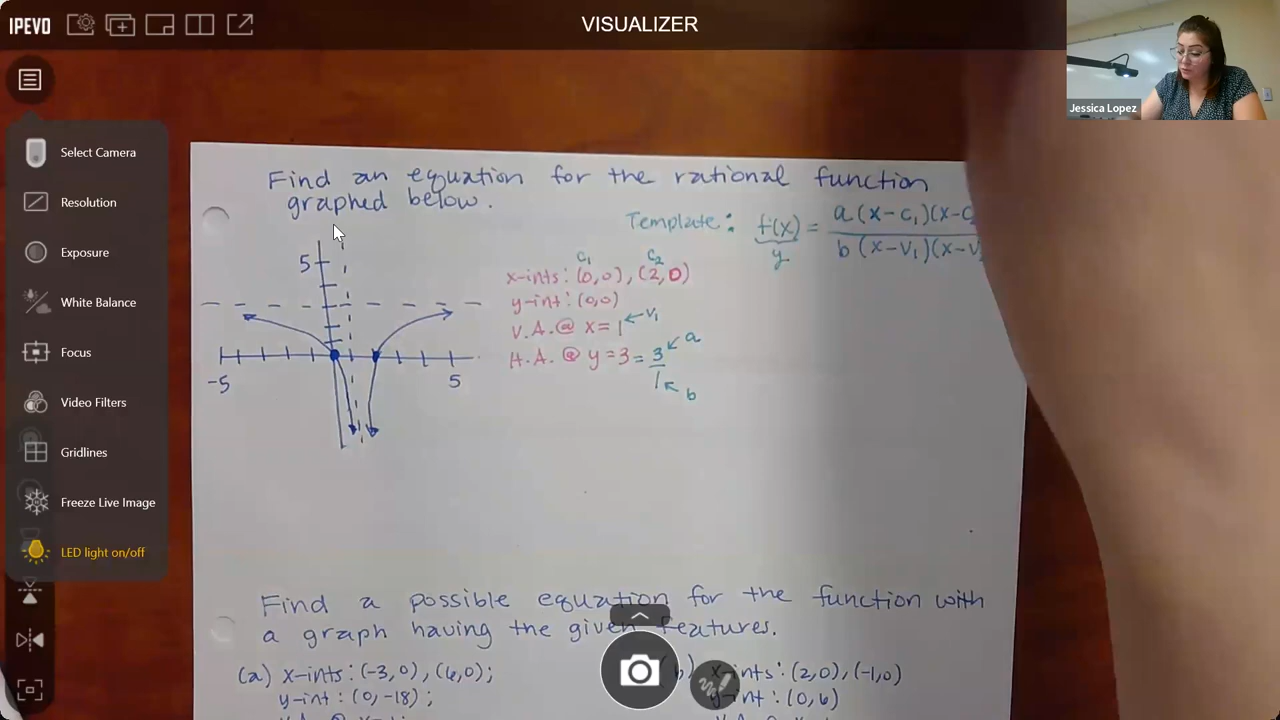 IPEVO
VISUALIZER
Jessica Lopez
Select Camera
Resolution
Exposure
White Balance
Focus
Video Filters
Gridlines
Freeze Live Image
LED light on/off
Find an equation for the rational function
graphed below.
Template: f(x) = a(x-c₁)(x-c₂
y b(x-v₁)(x-v
5
-5
5
c₁ c₂
x-ints: (0,0), (2,0)
y-int: (0,0)
V.A. @ x=1 ← v₁
H.A. @ y=3 = 3/1
a
b
Find a possible equation for the function with
a graph having the given features.
(a) x-ints: (-3,0), (6,0);
y-int: (0,-18);
(b) x-ints: (2,0), (-1,0)
y-int: (0,6)